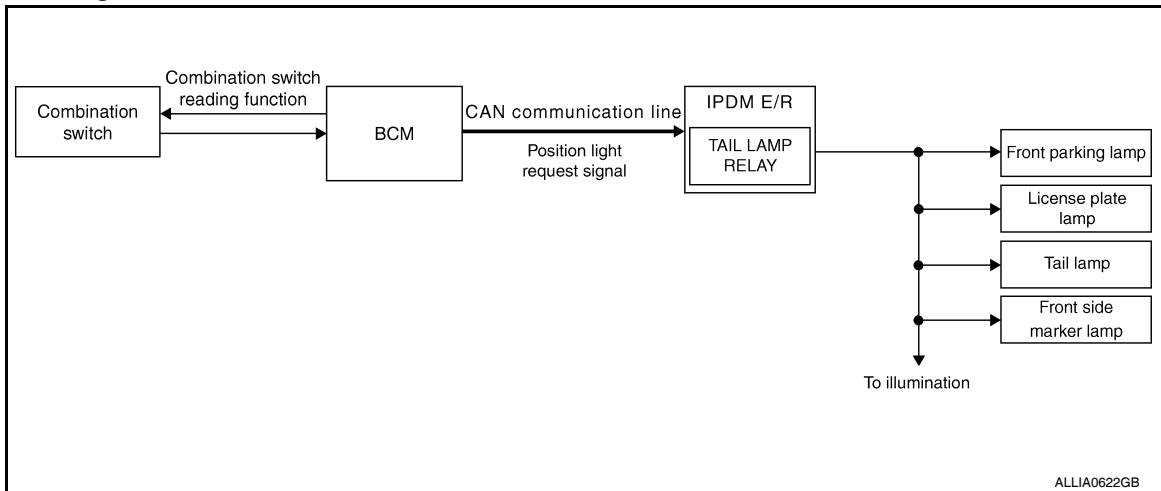 Combination
switch
Combination switch
reading function
BCM
CAN communication line
Position light
request signal
IPDM E/R
TAIL LAMP
RELAY
Front parking lamp
License plate
lamp
Tail lamp
Front side
marker lamp
To illumination
ALLIA0622GB